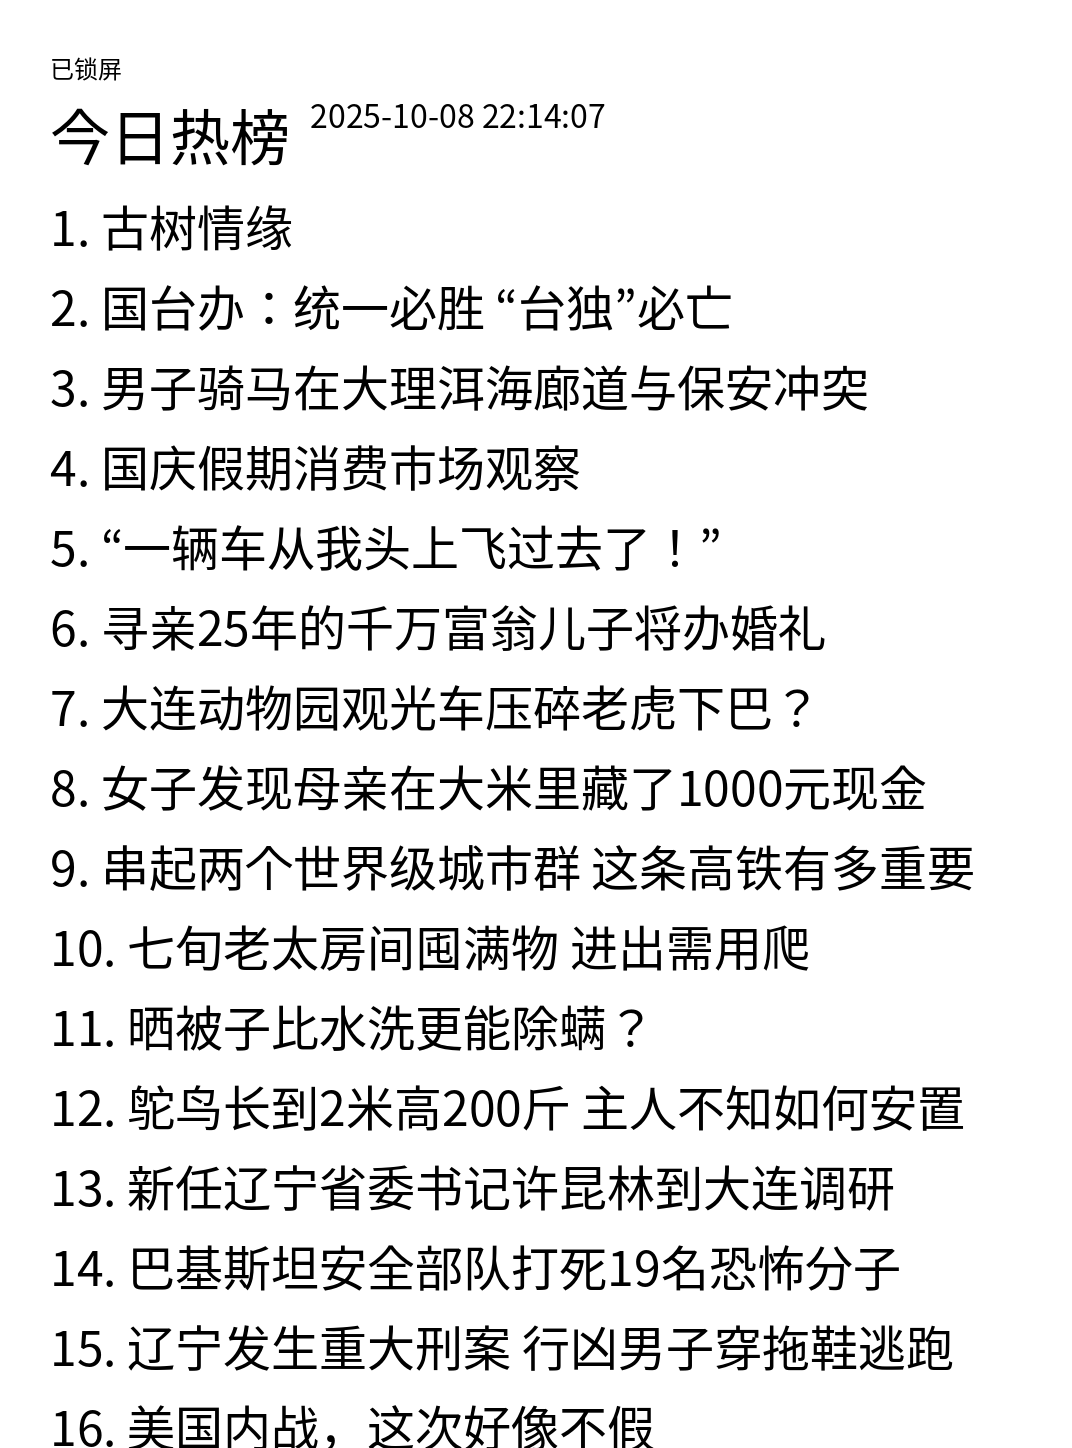 已锁屏
今日热榜 2025-10-08 22:14:07
1. 古树情缘
2. 国台办：统一必胜 “台独”必亡
3. 男子骑马在大理洱海廊道与保安冲突
4. 国庆假期消费市场观察
5. “一辆车从我头上飞过去了！”
6. 寻亲25年的千万富翁儿子将办婚礼
7. 大连动物园观光车压碎老虎下巴？
8. 女子发现母亲在大米里藏了1000元现金
9. 串起两个世界级城市群 这条高铁有多重要
10. 七旬老太房间囤满物 进出需用爬
11. 晒被子比水洗更能除螨？
12. 鸵鸟长到2米高200斤 主人不知如何安置
13. 新任辽宁省委书记许昆林到大连调研
14. 巴基斯坦安全部队打死19名恐怖分子
15. 辽宁发生重大刑案 行凶男子穿拖鞋逃跑
16. 美国内战，这次好像不假